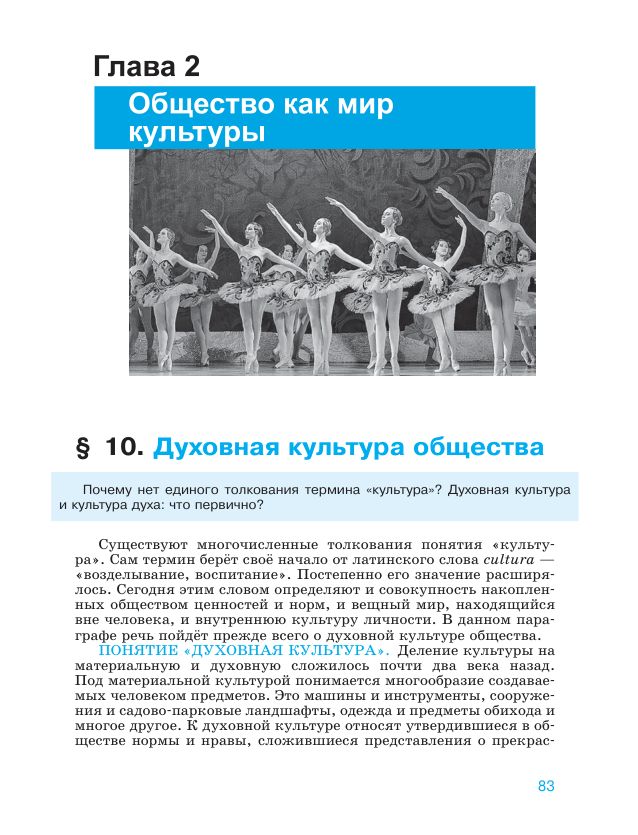 Глава 2
Общество как мир
культуры
§ 10. Духовная культура общества
Почему нет единого толкования термина «культура»? Духовная культура
и культура духа: что первично?
Существуют многочисленные толкования понятия «культу-
ра». Сам термин берёт своё начало от латинского слова cultura —
«возделывание, воспитание». Постепенно его значение расширя-
лось. Сегодня этим словом определяют и совокупность накоплен-
ных обществом ценностей и норм, и вещный мир, находящийся
вне человека, и внутреннюю культуру личности. В данном пара-
графе речь пойдёт прежде всего о духовной культуре общества.
ПОНЯТИЕ «ДУХОВНАЯ КУЛЬТУРА». Деление культуры на
материальную и духовную сложилось почти два века назад.
Под материальной культурой понимается многообразие создавае-
мых человеком предметов. Это машины и инструменты, сооруже-
ния и садово-парковые ландшафты, одежда и предметы обихода и
многое другое. К духовной культуре относят утвердившиеся в об-
ществе нормы и нравы, сложившиеся представления о прекрас-
83